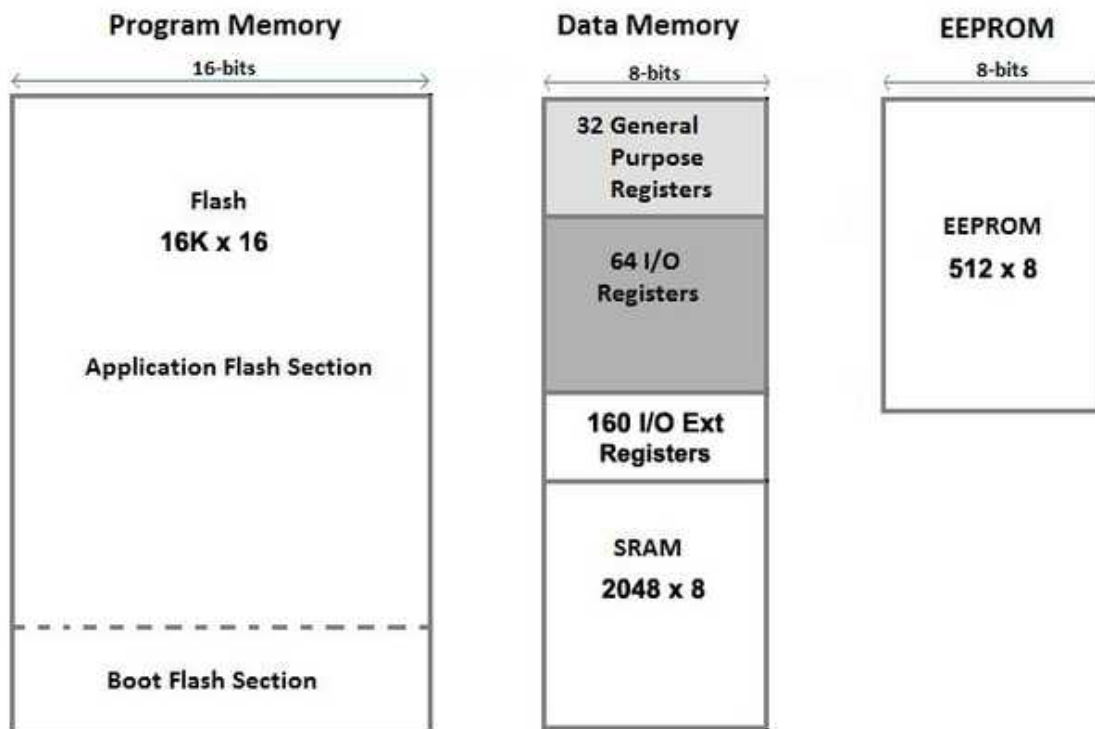 Program Memory
16-bits
Flash
16K x 16
Application Flash Section
Boot Flash Section
Data Memory
8-bits
32 General
Purpose
Registers
64 I/O
Registers
160 I/O Ext
Registers
SRAM
2048 x 8
EEPROM
8-bits
EEPROM
512 x 8